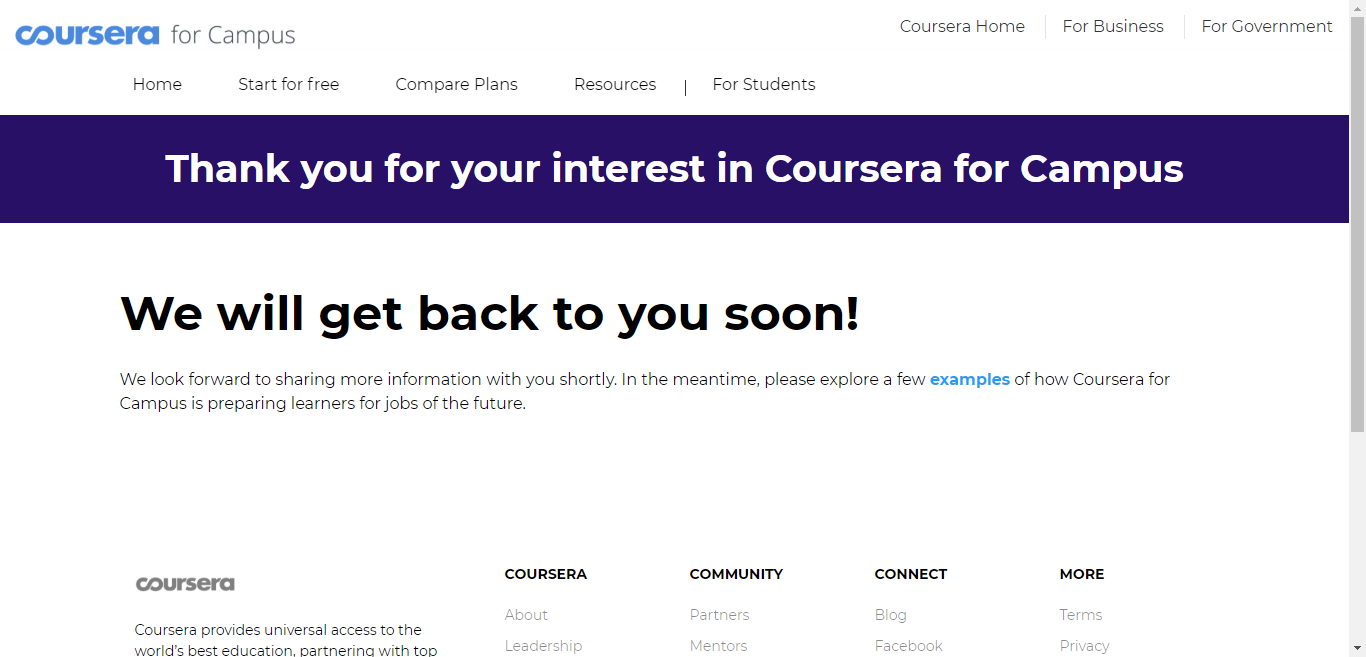 coursera for Campus
Coursera Home
For Business
For Government
Home
Start for free
Compare Plans
Resources
|
For Students
Thank you for your interest in Coursera for Campus
We will get back to you soon!
We look forward to sharing more information with you shortly. In the meantime, please explore a few examples of how Coursera for
Campus is preparing learners for jobs of the future.
coursera
Coursera provides universal access to the
world's best education, partnering with top
COURSERA
About
Leadership
COMMUNITY
Partners
Mentors
CONNECT
Blog
Facebook
MORE
Terms
Privacy